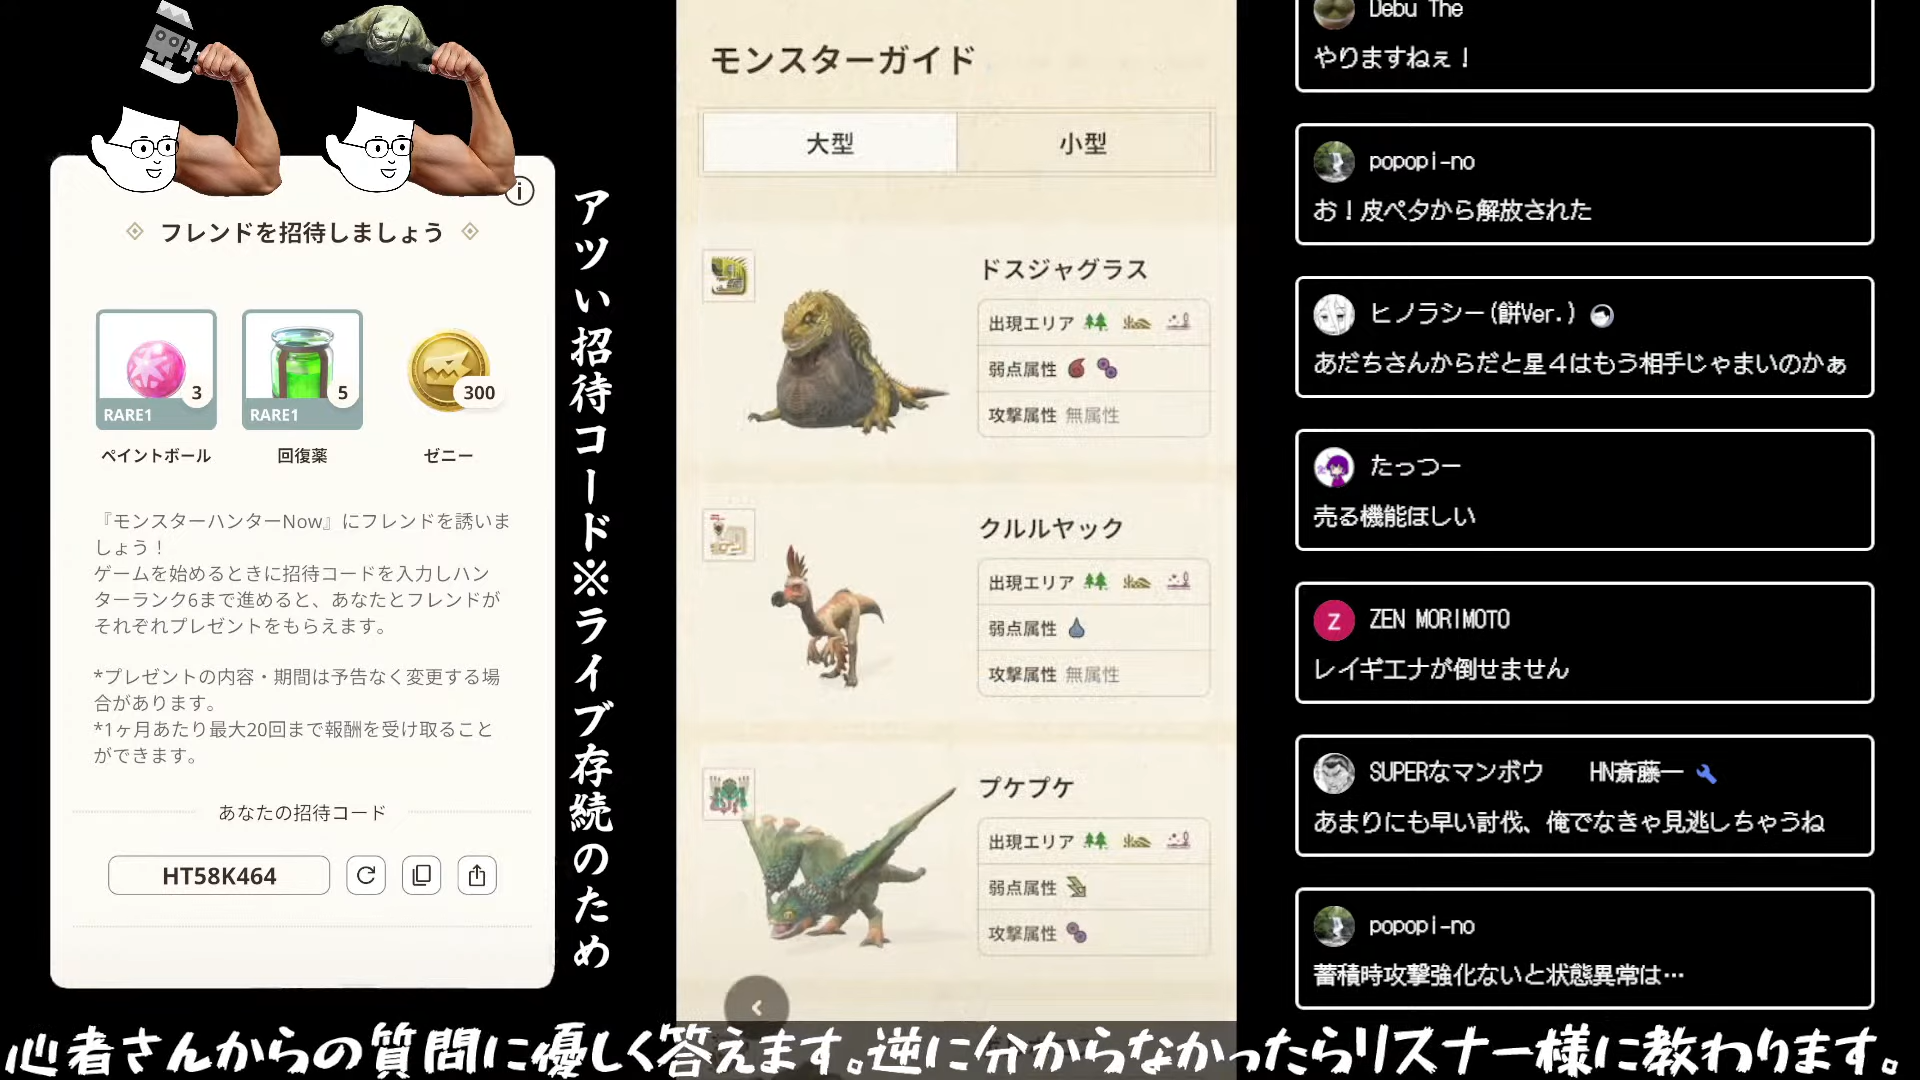 フレンドを招待しましょう
3
RARE1
5
RARE1
300
ペイントボール
回復薬
ゼニー
『モンスターハンターNow』にフレンドを誘いま
しょう！
ゲームを始めるときに招待コードを入力しハン
ターランク6まで進めると、あなたとフレンドが
それぞれプレゼントをもらえます。
*プレゼントの内容・期間は予告なく変更する場
合があります。
*1ヶ月あたり最大20回まで報酬を受け取ること
ができます。
あなたの招待コード
HT58K464
アツい招待コード※ライブ存続のため
モンスターガイド
大型
小型
ドスジャグラス
出現エリア
弱点属性
攻撃属性 無属性
クルルヤック
出現エリア
弱点属性
攻撃属性 無属性
プケプケ
出現エリア
弱点属性
攻撃属性
Debu The
やりますねぇ！
popopi-no
お！皮ペタから解放された
ヒノラシー(餅Ver.)
あだちさんからだと星４はもう相手じゃまいのかぁ
たっつー
売る機能ほしい
Z
ZEN MORIMOTO
レイギエナが倒せません
SUPERなマンボウ　HN斎藤一
あまりにも早い討伐、俺でなきゃ見逃しちゃうね
popopi-no
蓄積時攻撃強化ないと状態異常は…
心者さんからの質問に優しく答えます。逆に分からなかったらリスナー様に教わります。